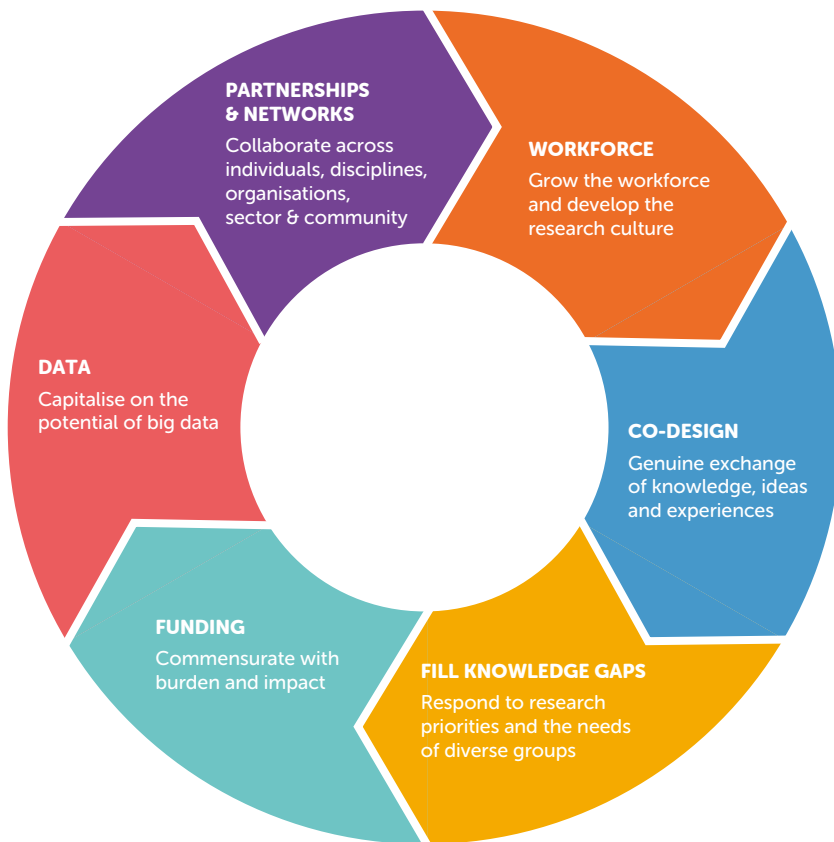 PARTNERSHIPS
& NETWORKS
Collaborate across
individuals, disciplines,
organisations,
sector & community
WORKFORCE
Grow the workforce
and develop the
research culture
CO-DESIGN
Genuine exchange
of knowledge, ideas
and experiences
FILL KNOWLEDGE GAPS
Respond to research
priorities and the needs
of diverse groups
FUNDING
Commensurate with
burden and impact
DATA
Capitalise on the
potential of big data